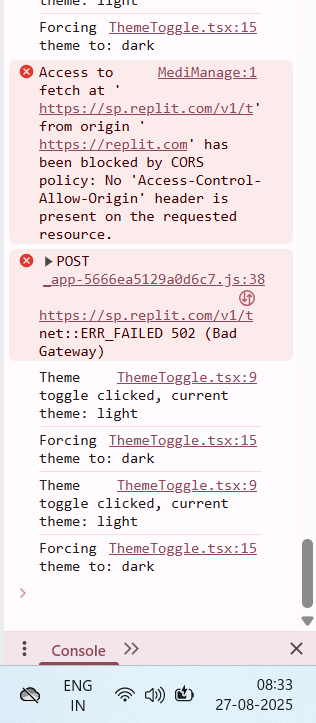 theme: light
Forcing ThemeToggle.tsx:15
theme to: dark
Access to MediManage:1
fetch at '
https://sp.replit.com/v1/t'
from origin '
https://replit.com' has
been blocked by CORS
policy: No 'Access-Control-
Allow-Origin' header is
present on the requested
resource.
▶POST
_app-5666ea5129a0d6c7.js:38
https://sp.replit.com/v1/t
net::ERR_FAILED 502 (Bad
Gateway)
Theme ThemeToggle.tsx:9
toggle clicked, current
theme: light
Forcing ThemeToggle.tsx:15
theme to: dark
Theme ThemeToggle.tsx:9
toggle clicked, current
theme: light
Forcing ThemeToggle.tsx:15
theme to: dark
Console
ENG 08:33
IN 27-08-2025